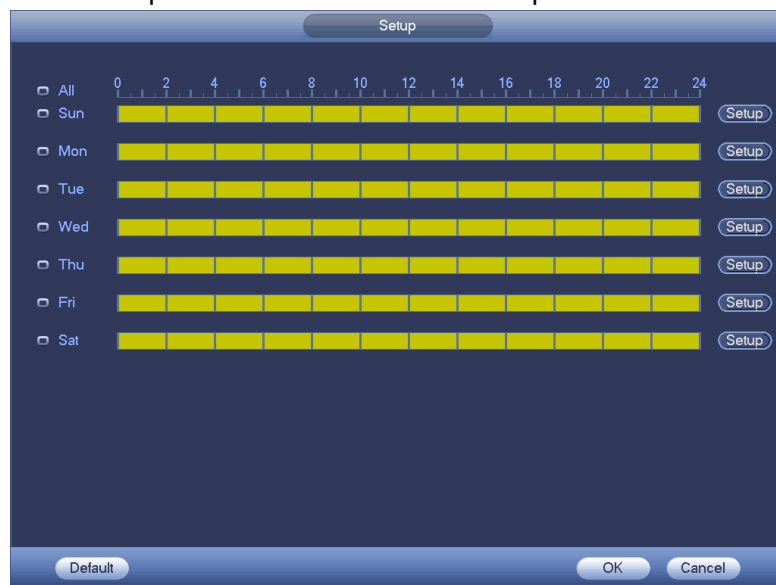 Setup
All 0 2 4 6 8 10 12 14 16 18 20 22 24
Sun Setup
Mon Setup
Tue Setup
Wed Setup
Thu Setup
Fri Setup
Sat Setup
Default OK Cancel